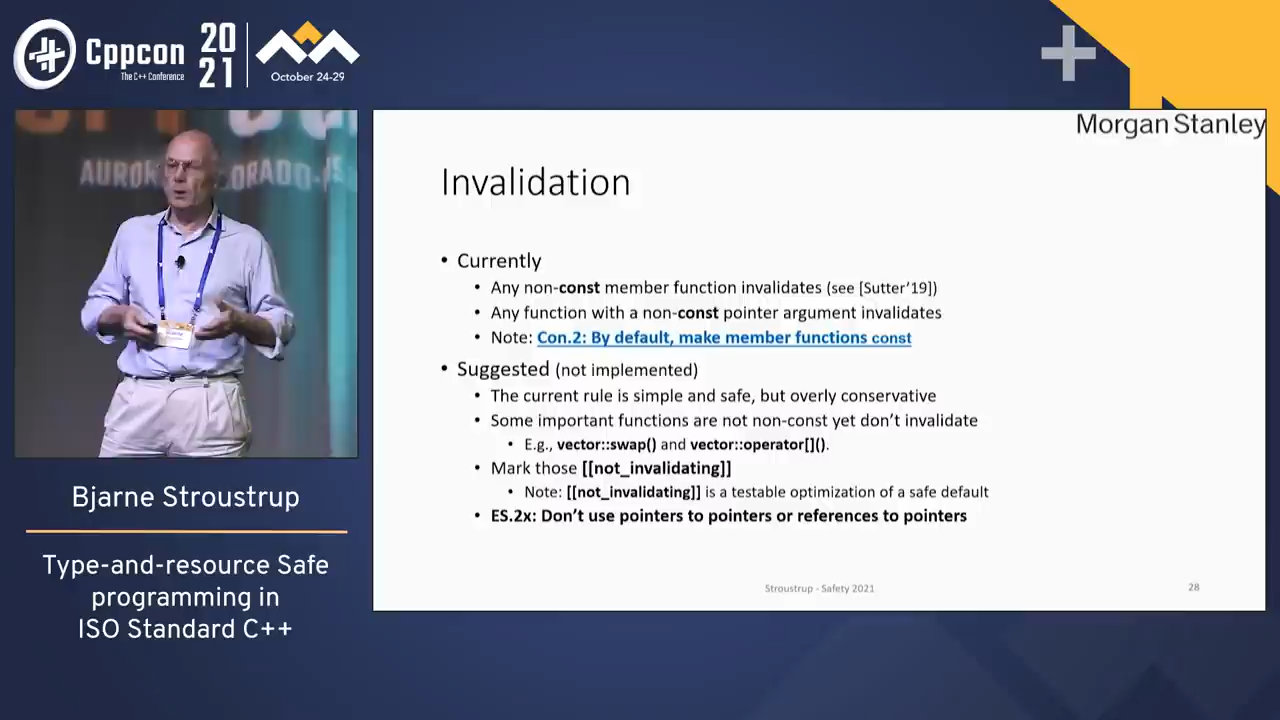 Cppcon
The C++ Conference
20
21
October 24-29
Morgan Stanley
AURORA
COLORADO
Bjarne Stroustrup
Type-and-resource Safe
programming in
ISO Standard C++
Invalidation
• Currently
• Any non-const member function invalidates (see [Sutter’19])
• Any function with a non-const pointer argument invalidates
• Note: Con.2: By default, make member functions const
• Suggested (not implemented)
• The current rule is simple and safe, but overly conservative
• Some important functions are not non-const yet don’t invalidate
• E.g., vector::swap() and vector::operator[]().
• Mark those [[not_invalidating]]
• Note: [[not_invalidating]] is a testable optimization of a safe default
• ES.2x: Don’t use pointers to pointers or references to pointers
Stroustrup - Safety 2021
28